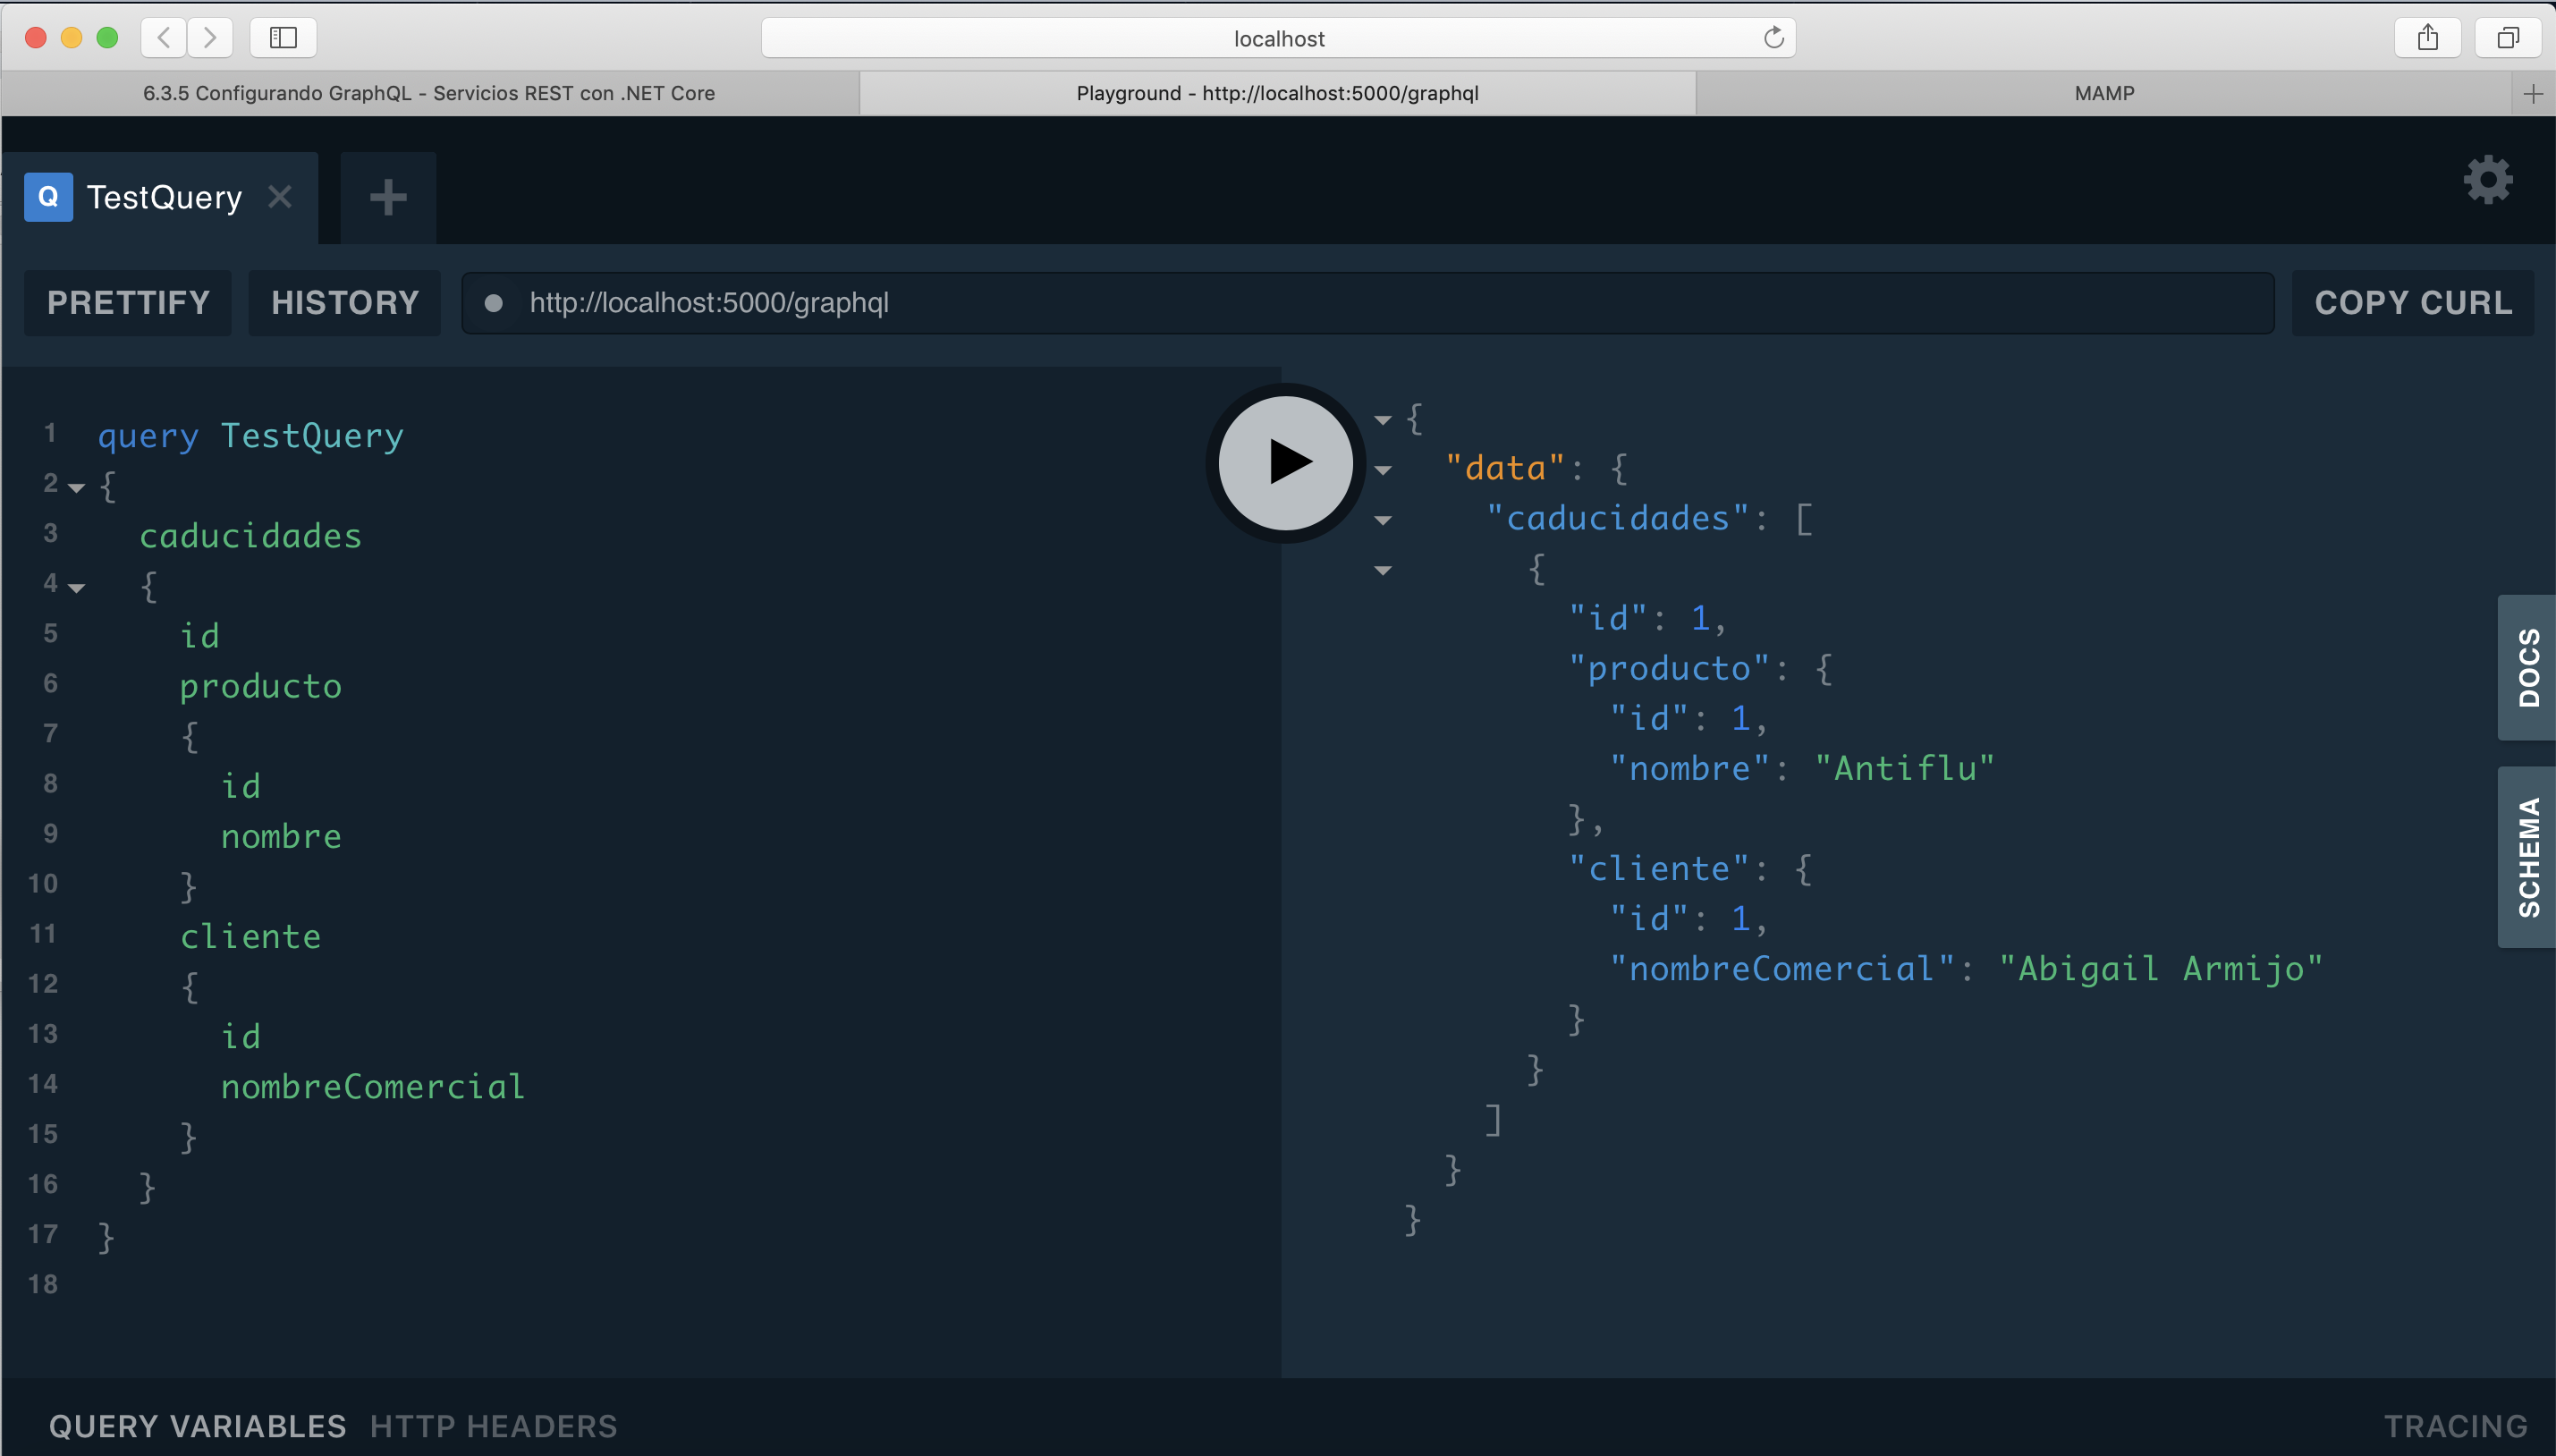 localhost
6.3.5 Configurando GraphQL - Servicios REST con .NET Core
Playground - http://localhost:5000/graphql
MAMP
Q TestQuery
PRETTIFY
HISTORY
http://localhost:5000/graphql
COPY CURL
1 query TestQuery
2 {
3 caducidades
4 {
5 id
6 producto
7 {
8 id
9 nombre
10 }
11 cliente
12 {
13 id
14 nombreComercial
15 }
16 }
17 }
18
{
"data": {
"caducidades": [
{
"id": 1,
"producto": {
"id": 1,
"nombre": "Antiflu"
},
"cliente": {
"id": 1,
"nombreComercial": "Abigail Armijo"
}
}
]
}
}
DOCS
SCHEMA
QUERY VARIABLES
HTTP HEADERS
TRACING